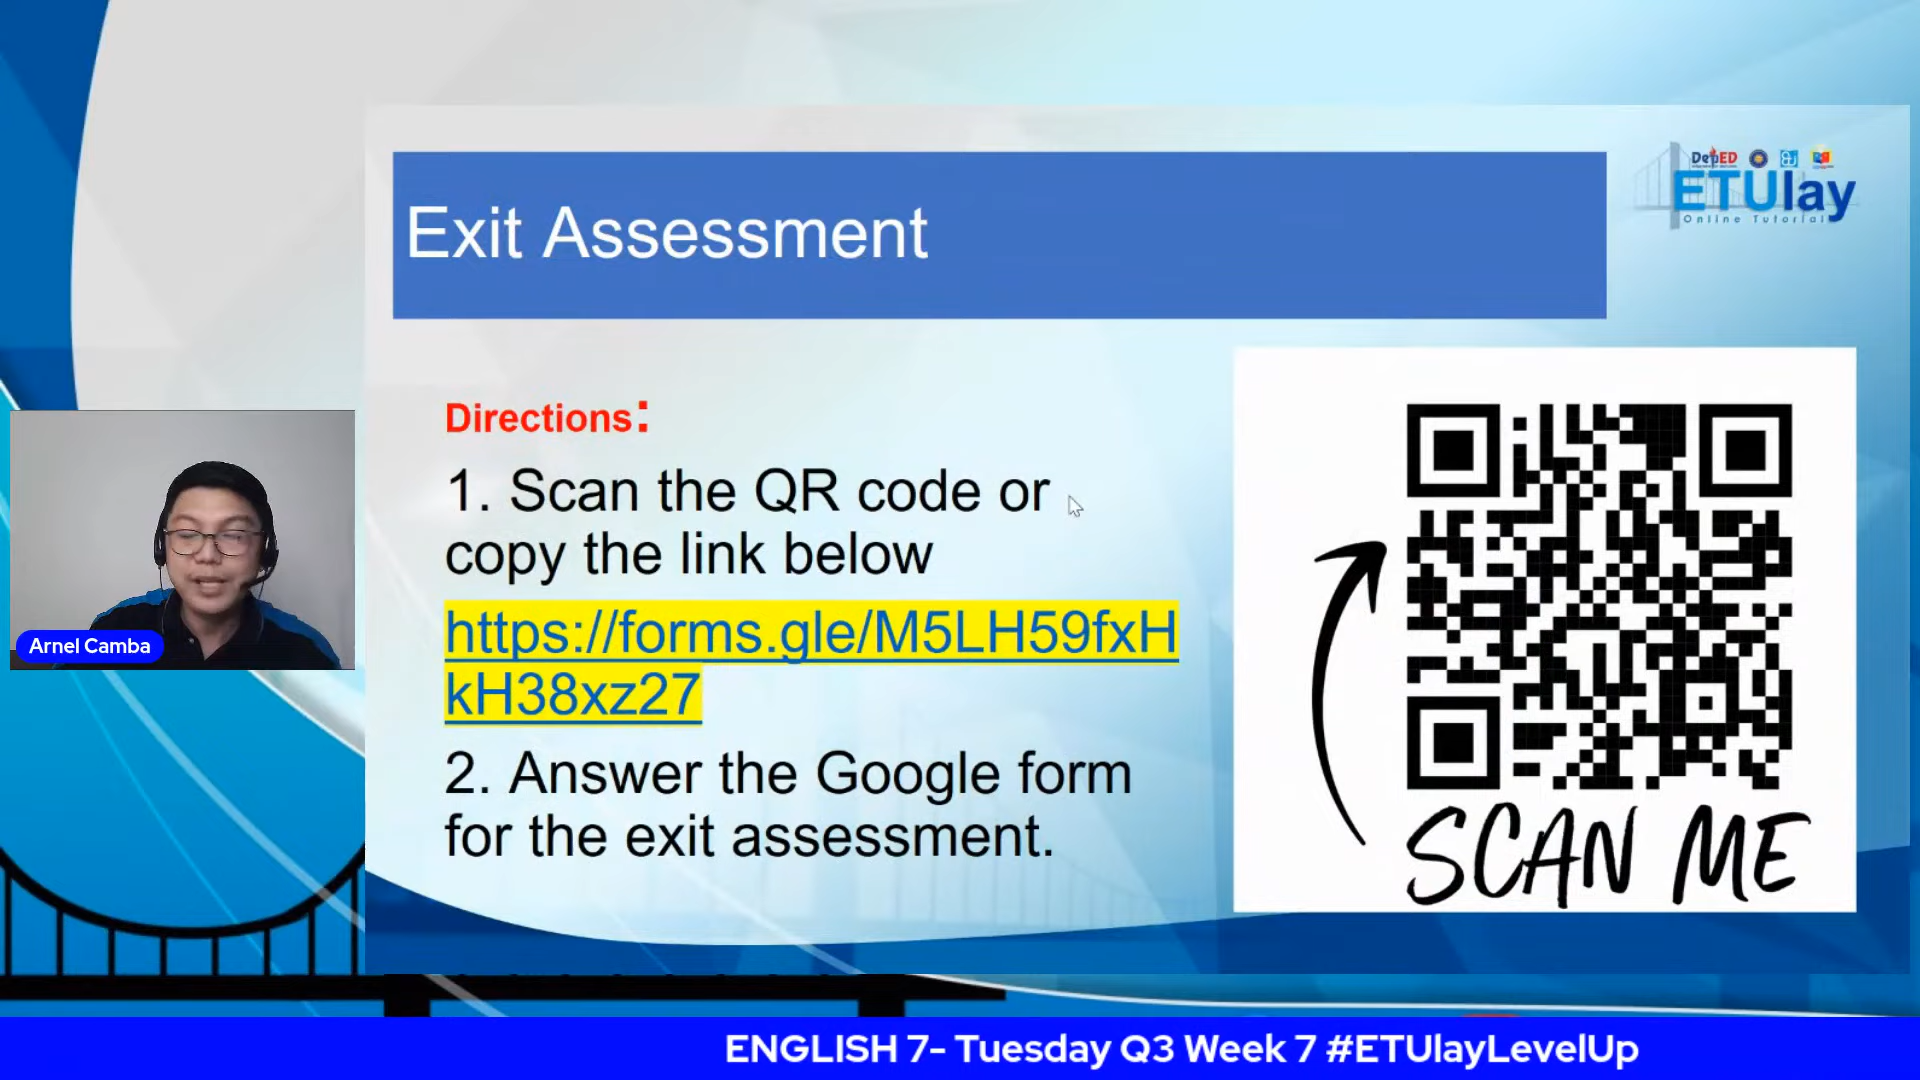 DepED
ETUlay
Online Tutorial
Exit Assessment
Directions:
1. Scan the QR code or
copy the link below
https://forms.gle/M5LH59fxH
kH38xz27
2. Answer the Google form
for the exit assessment.
SCAN ME
Arnel Camba
ENGLISH 7- Tuesday Q3 Week 7 #ETUlayLevelUp